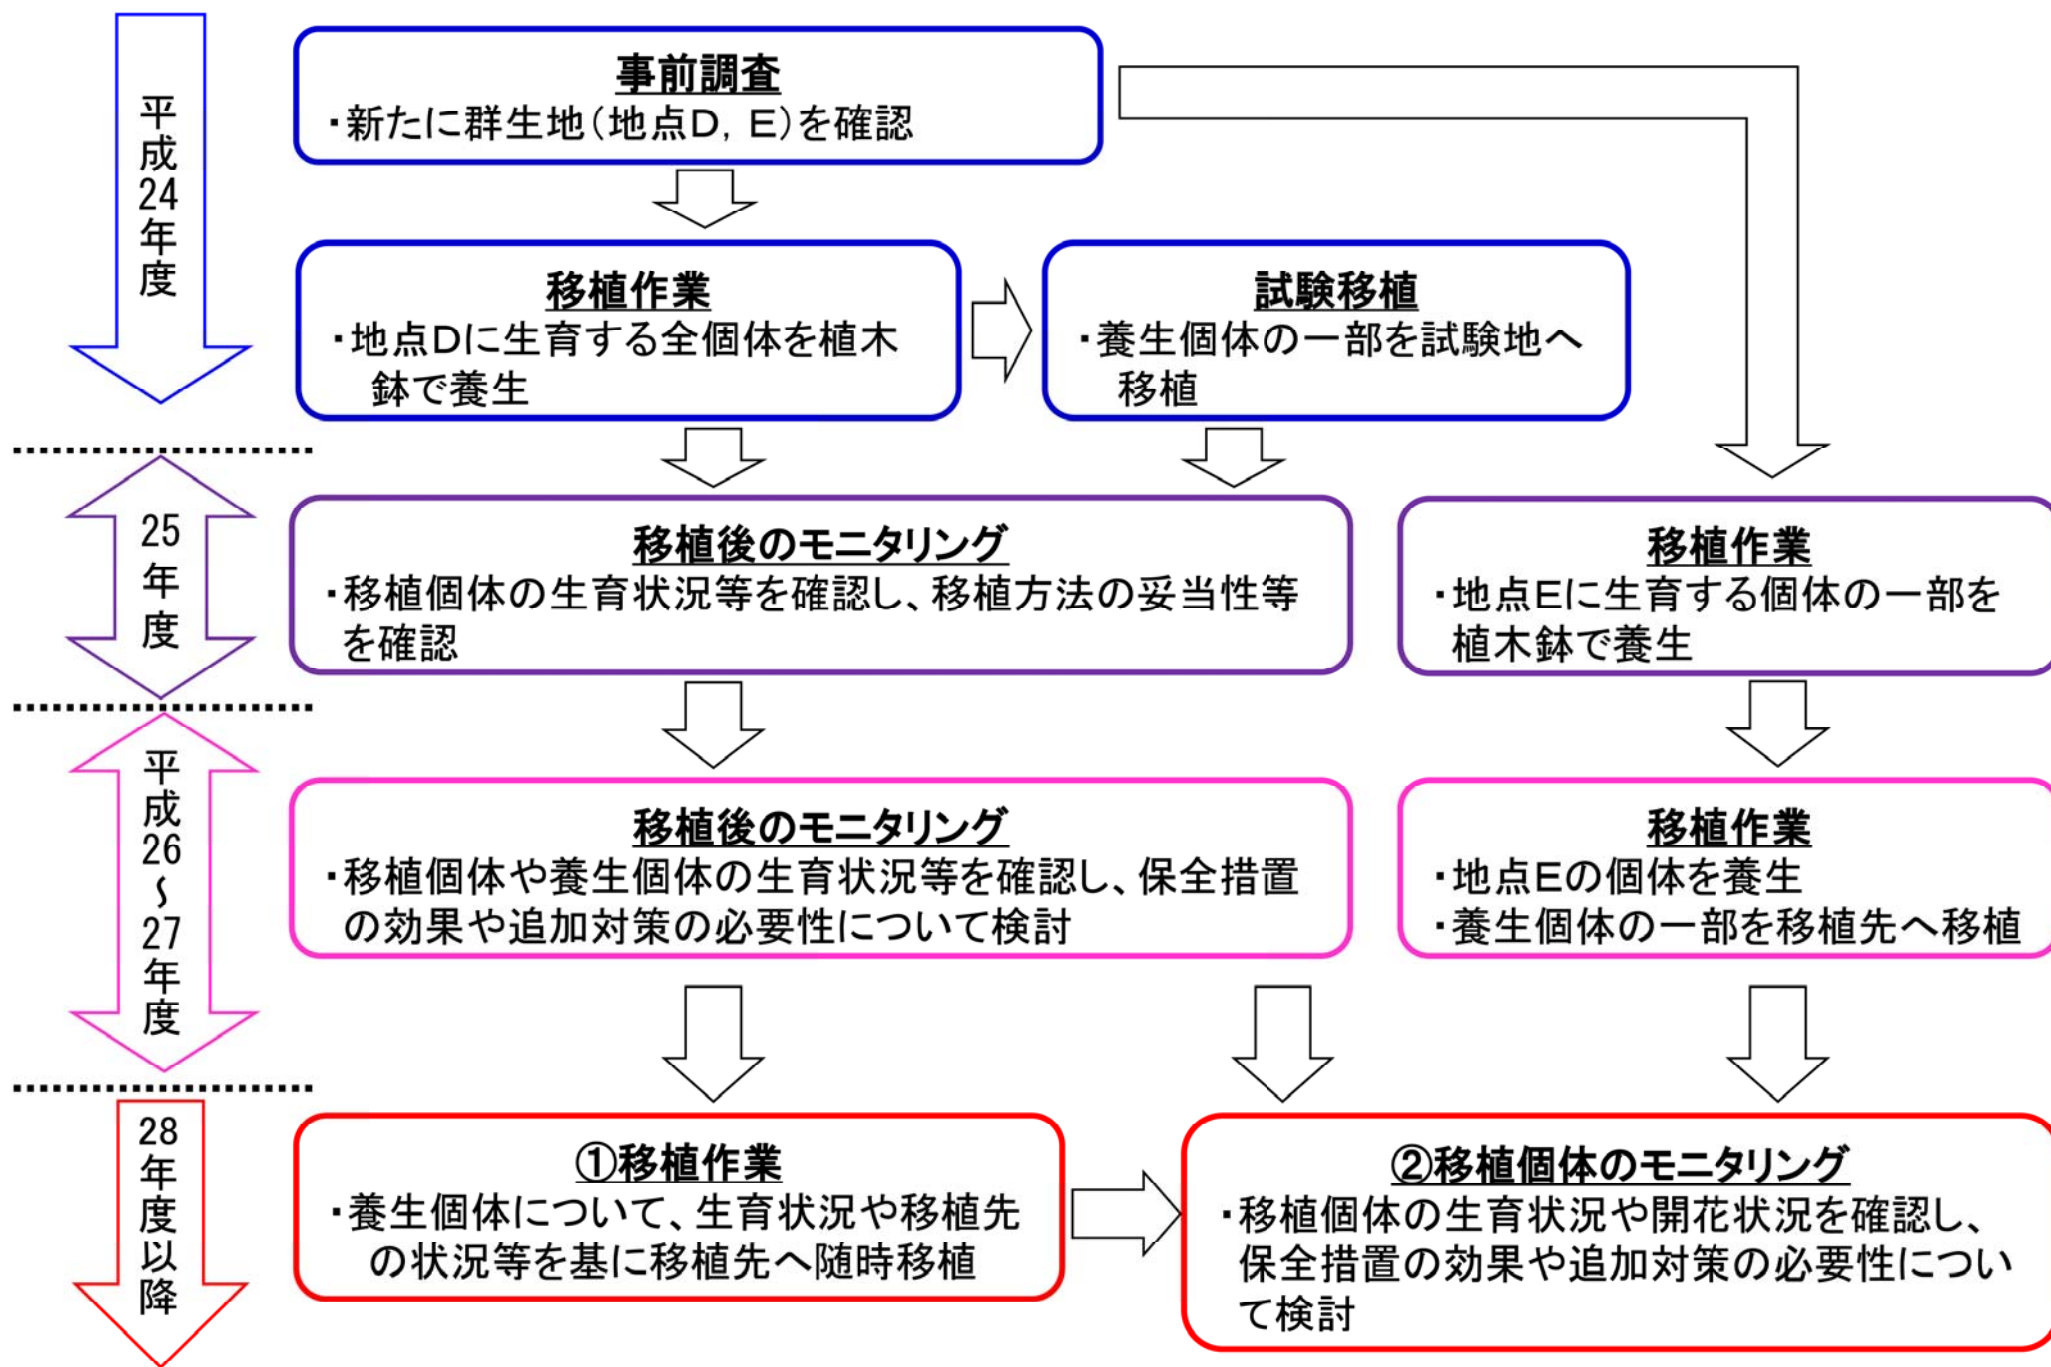 平成24年度
事前調査
・新たに群生地(地点D, E)を確認
移植作業
・地点Dに生育する全個体を植木
鉢で養生
試験移植
・養生個体の一部を試験地へ
移植
25年度
移植後のモニタリング
・移植個体の生育状況等を確認し、移植方法の妥当性等
を確認
移植作業
・地点Eに生育する個体の一部を
植木鉢で養生
平成26～27年度
移植後のモニタリング
・移植個体や養生個体の生育状況等を確認し、保全措置
の効果や追加対策の必要性について検討
移植作業
・地点Eの個体を養生
・養生個体の一部を移植先へ移植
28年度以降
①移植作業
・養生個体について、生育状況や移植先
の状況等を基に移植先へ随時移植
②移植個体のモニタリング
・移植個体の生育状況や開花状況を確認し、
保全措置の効果や追加対策の必要性につい
て検討